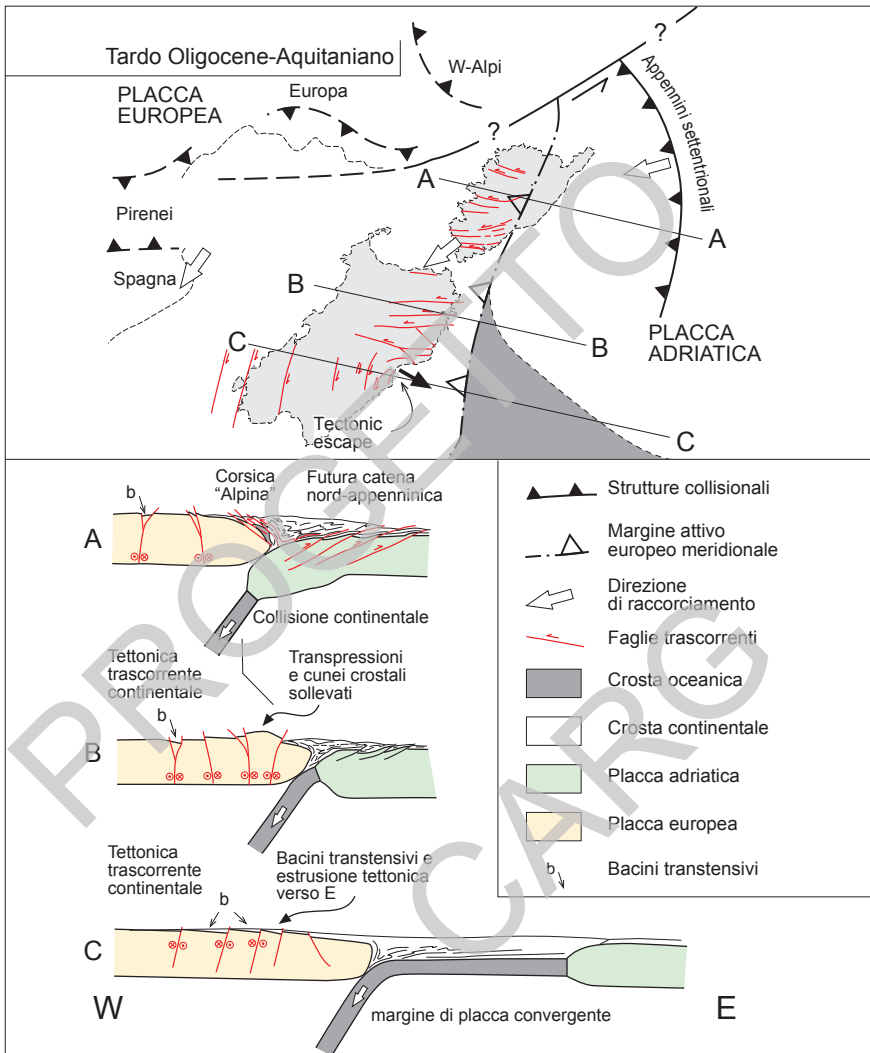 Tardo Oligocene-Aquitaniano
?
W-Alpi
PLACCA
EUROPEA
Europa
?
Appennini settentrionali
A
Pirenei
A
Spagna
B
B
PLACCA
ADRIATICA
C
Tectonic
escape
C
b
Corsica
"Alpina"
Futura catena
nord-appenninica
A
Collisione continentale
Tettonica
trascorrente
continentale
Transpressioni
e cunei crostali
sollevati
b
B
Tettonica
trascorrente
continentale
Bacini transtensivi e
estrusione tettonica
verso E
b
C
W
margine di placca convergente
E
Strutture collisionali
Margine attivo
europeo meridionale
Direzione
di raccorciamento
Faglie trascorrenti
Crosta oceanica
Crosta continentale
Placca adriatica
Placca europea
b
Bacini transtensivi
PROGETTO
CARG